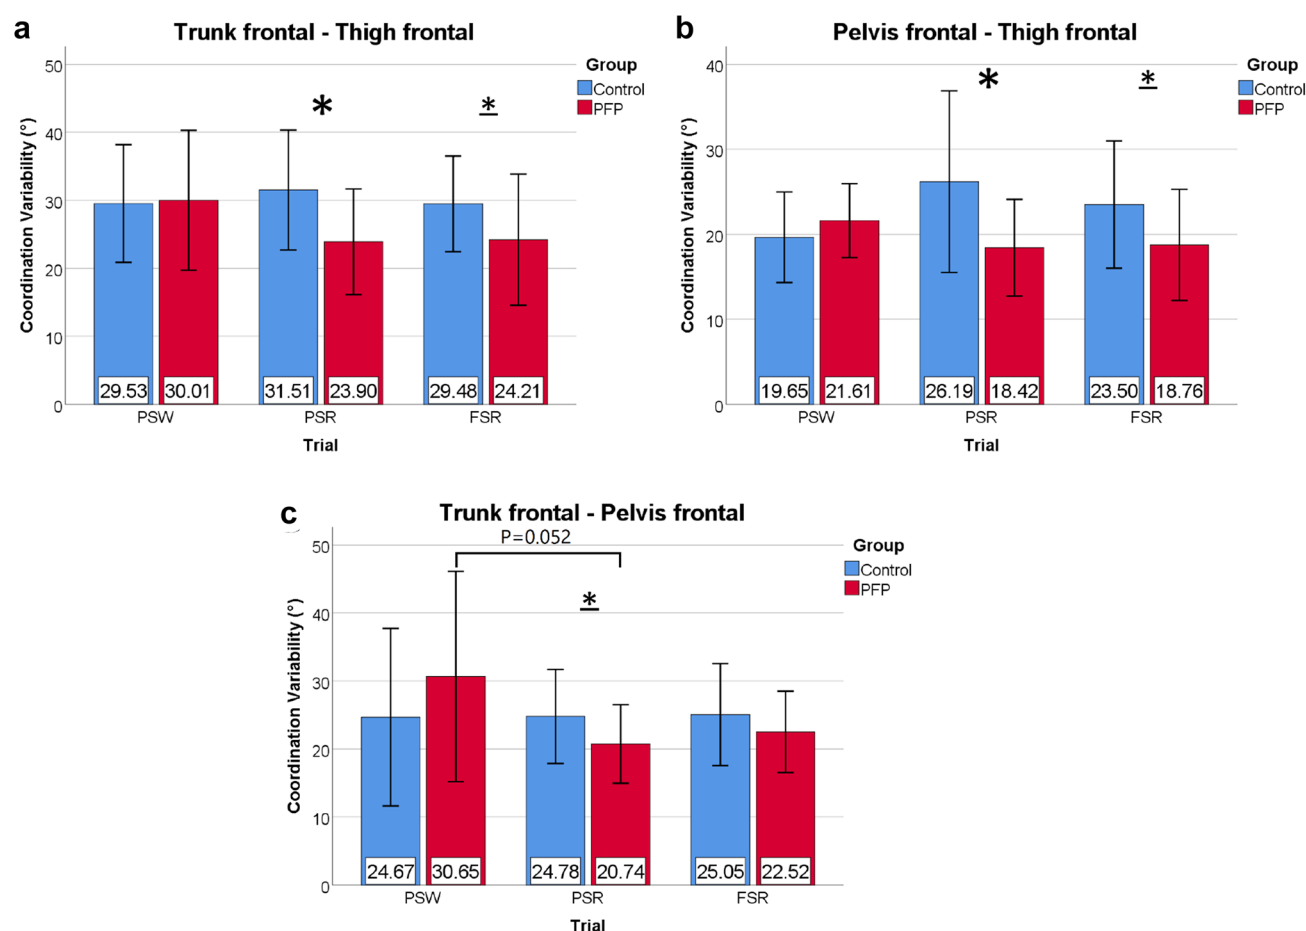 a
Trunk frontal - Thigh frontal
Coordination Variability (°)
50
40
30
20
10
0
*
*
29.53 30.01 31.51 23.90 29.48 24.21
PSW PSR FSR
Trial
Group
Control
PFP
b
Pelvis frontal - Thigh frontal
Coordination Variability (°)
40
30
20
10
0
*
*
19.65 21.61 26.19 18.42 23.50 18.76
PSW PSR FSR
Trial
Group
Control
PFP
c
Trunk frontal - Pelvis frontal
Coordination Variability (°)
50
40
30
20
10
0
P=0.052
*
24.67 30.65 24.78 20.74 25.05 22.52
PSW PSR FSR
Trial
Group
Control
PFP